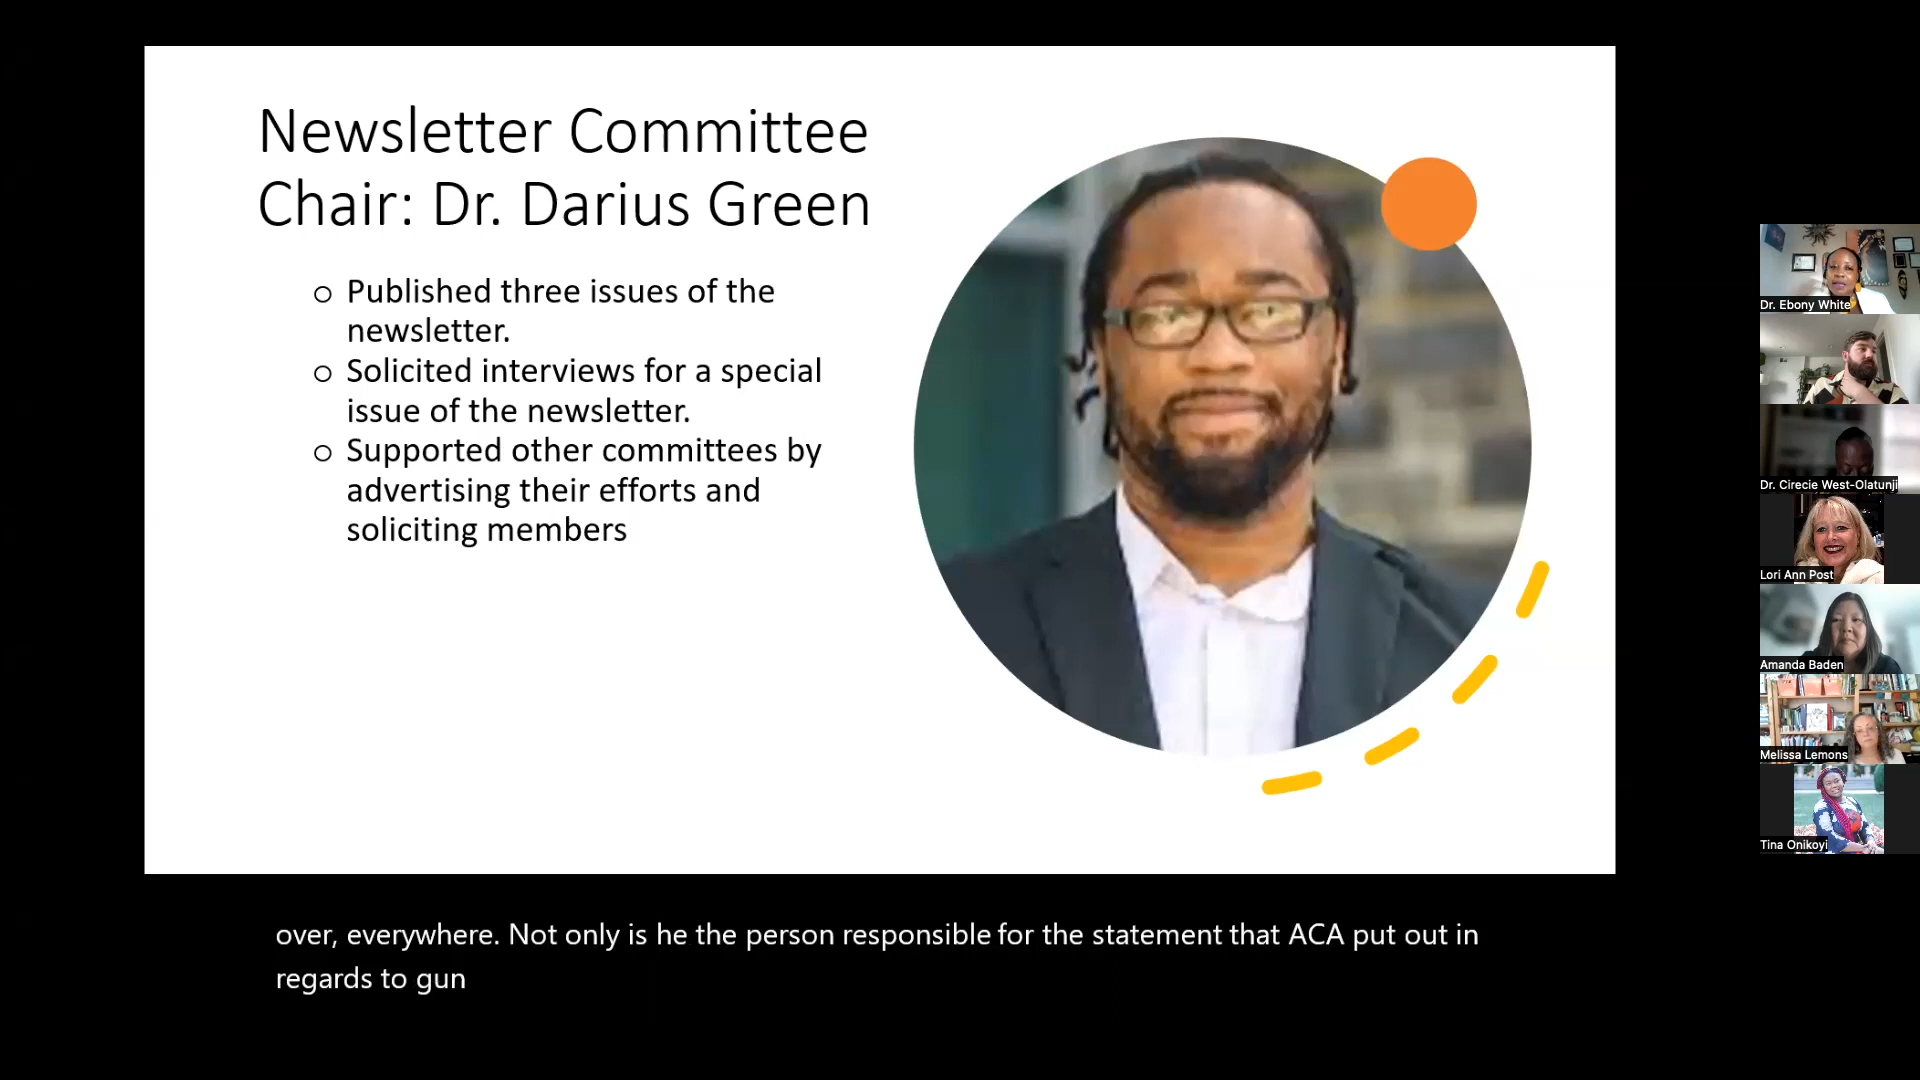 Newsletter Committee
Chair: Dr. Darius Green
o Published three issues of the
newsletter.
o Solicited interviews for a special
issue of the newsletter.
o Supported other committees by
advertising their efforts and
soliciting members
Dr. Ebony White
Dr. Cirecie West-Olatunji
Lori Ann Post
Amanda Baden
Melissa Lemons
Tina Onikoyi
over, everywhere. Not only is he the person responsible for the statement that ACA put out in
regards to gun